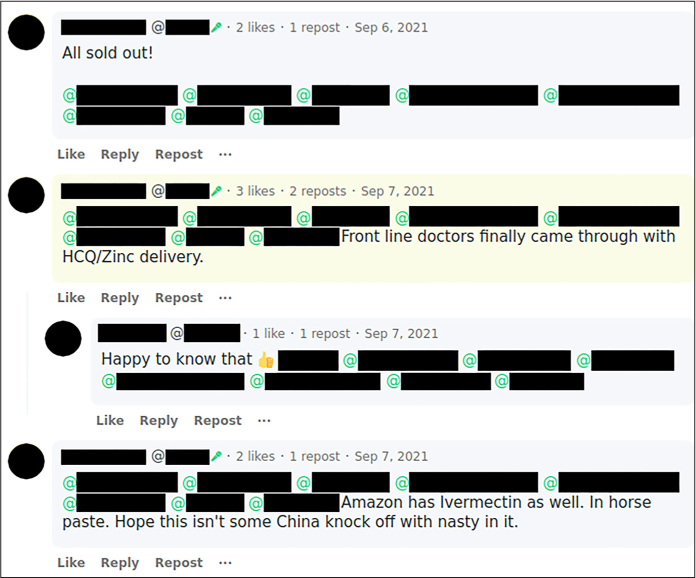 @ · 2 likes · 1 repost · Sep 6, 2021
All sold out!
@ @ @ @ @
@ @ @
Like Reply Repost ···
@ · 3 likes · 2 reposts · Sep 7, 2021
@ @ @ @ @
@ @ @ Front line doctors finally came through with
HCQ/Zinc delivery.
Like Reply Repost ···
@ · 1 like · 1 repost · Sep 7, 2021
Happy to know that 👍 @ @ @
@ @ @ @
Like Reply Repost ···
@ · 2 likes · 1 repost · Sep 7, 2021
@ @ @ @ @
@ @ @ Amazon has Ivermectin as well. In horse
paste. Hope this isn't some China knock off with nasty in it.
Like Reply Repost ···